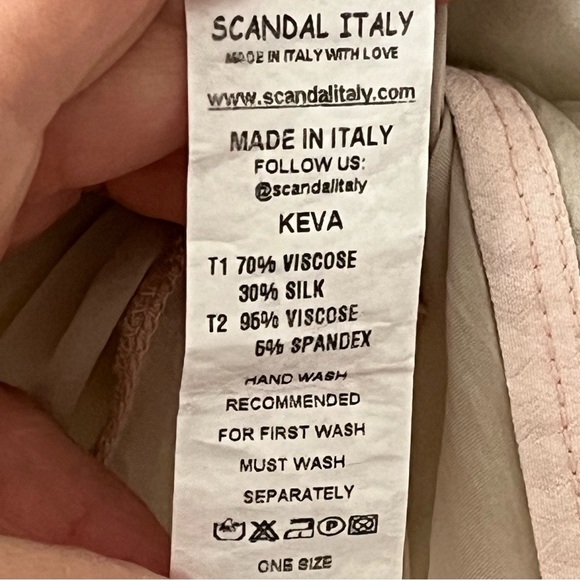 SCANDAL ITALY
MADE IN ITALY WITH LOVE
www.scandalitaly.com
MADE IN ITALY
FOLLOW US:
@scandalitaly
KEVA
T1 70% VISCOSE
30% SILK
T2 95% VISCOSE
5% SPANDEX
HAND WASH
RECOMMENDED
FOR FIRST WASH
MUST WASH
SEPARATELY
P
ONE SIZE